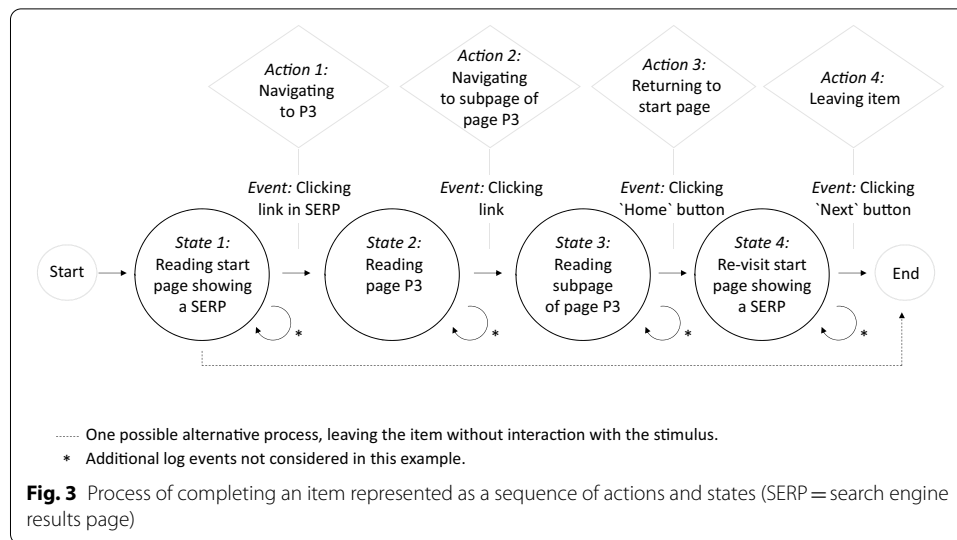 Action 1:
Navigating
to P3
Action 2:
Navigating
to subpage of
page P3
Action 3:
Returning to
start page
Action 4:
Leaving item
Event: Clicking
link in SERP
Event: Clicking
link
Event: Clicking
`Home` button
Event: Clicking
`Next` button
Start
State 1:
Reading start
page showing
a SERP
State 2:
Reading
page P3
State 3:
Reading
subpage
of page P3
State 4:
Re-visit start
page showing
a SERP
End
*
*
*
*
One possible alternative process, leaving the item without interaction with the stimulus.
* Additional log events not considered in this example.
Fig. 3 Process of completing an item represented as a sequence of actions and states (SERP = search engine
results page)